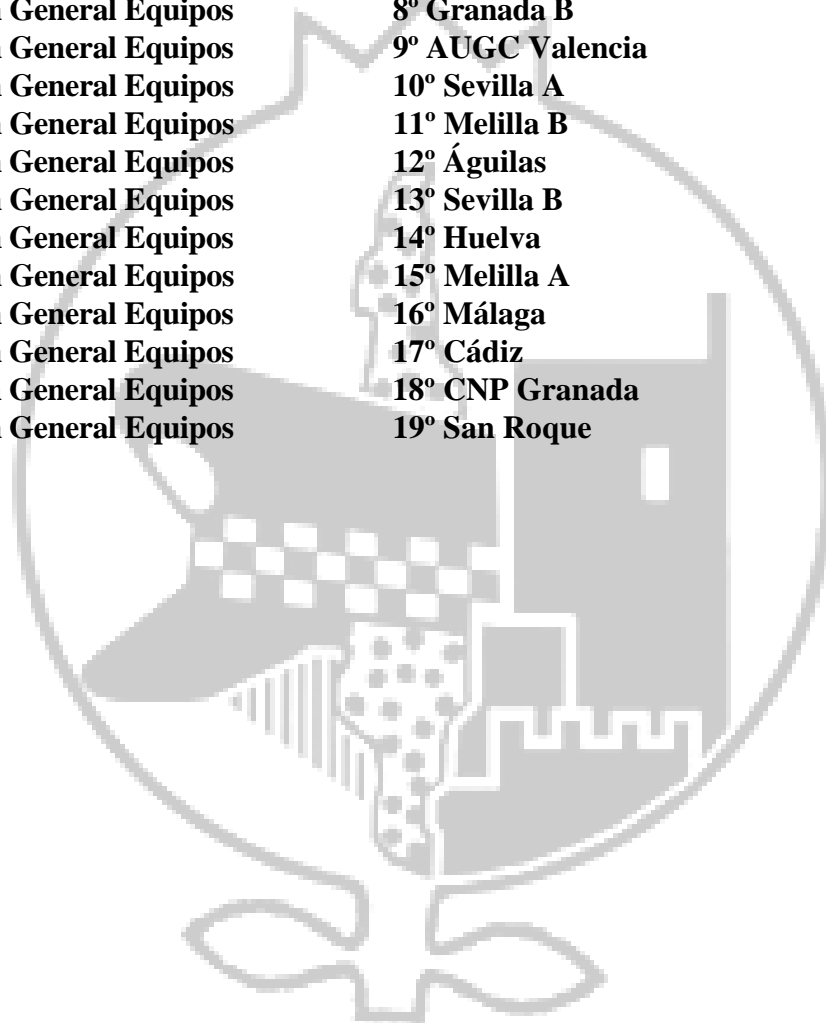 General Equipos 8º Granada B
General Equipos 9º AUGC Valencia
General Equipos 10º Sevilla A
General Equipos 11º Melilla B
General Equipos 12º Águilas
General Equipos 13º Sevilla B
General Equipos 14º Huelva
General Equipos 15º Melilla A
General Equipos 16º Málaga
General Equipos 17º Cádiz
General Equipos 18º CNP Granada
General Equipos 19º San Roque